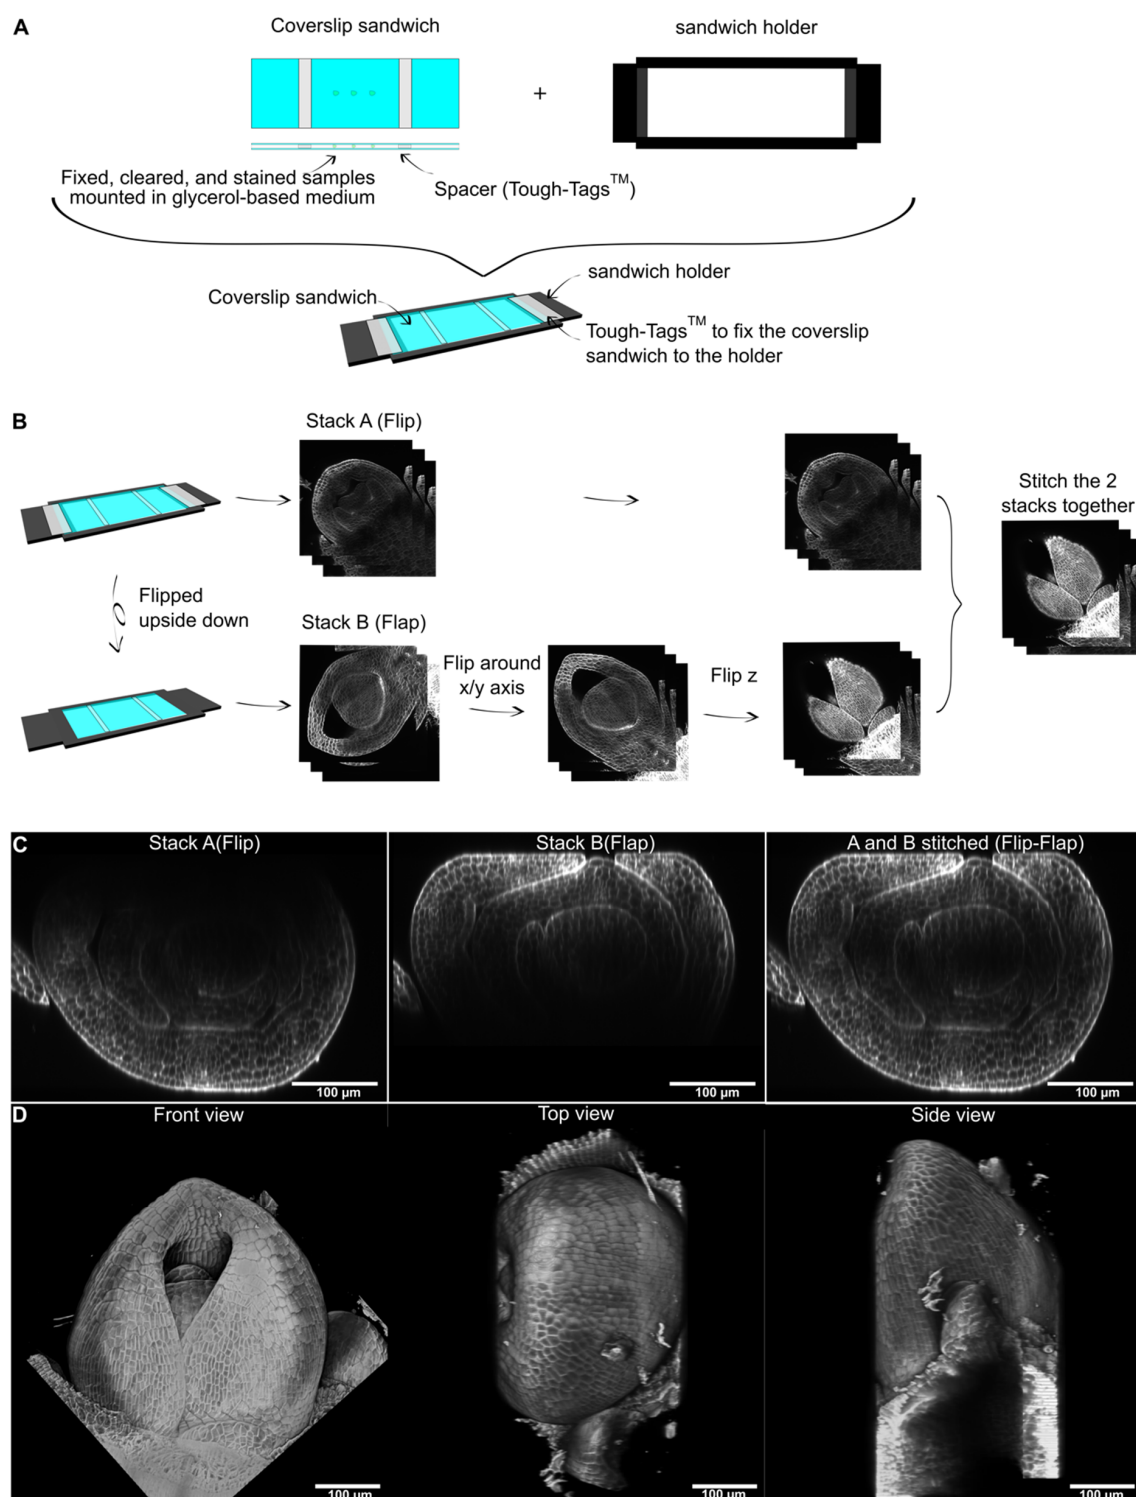 A
Coverslip sandwich
sandwich holder
+
Fixed, cleared, and stained samples
mounted in glycerol-based medium
Spacer (Tough-Tags™)
sandwich holder
Coverslip sandwich
Tough-Tags™ to fix the coverslip
sandwich to the holder
B
Stack A (Flip)
Stitch the 2
stacks together
Flipped
upside down
Stack B (Flap)
Flip around
x/y axis
Flip z
C
Stack A(Flip)
Stack B(Flap)
A and B stitched (Flip-Flap)
100 µm
100 µm
100 µm
D
Front view
Top view
Side view
100 µm
100 µm
100 µm